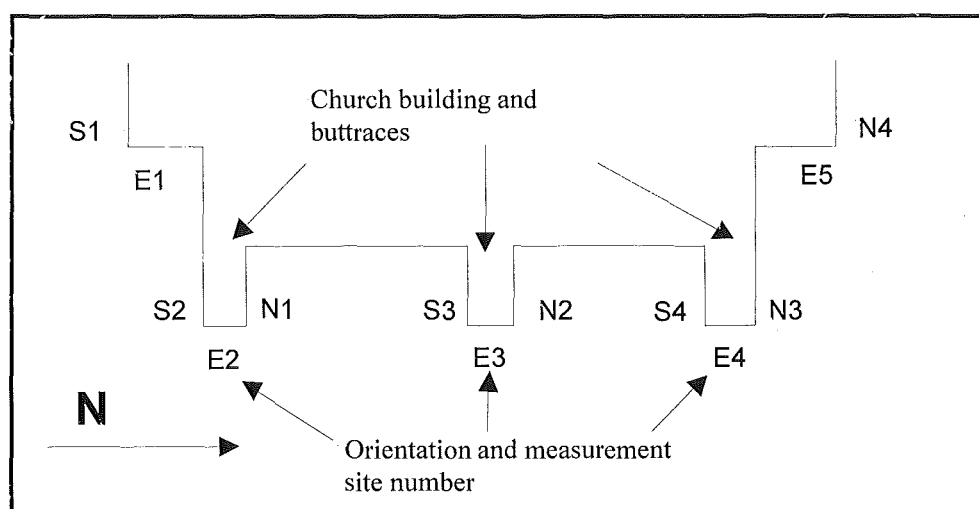 Church building and
buttraces
S1
N4
E1
E5
S2
N1
S3
N2
S4
N3
E2
E3
E4
N
Orientation and measurement
site number